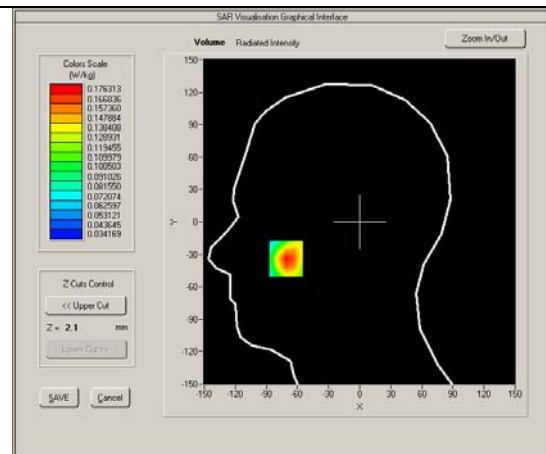 SAR Visualisation Graphical Interface
Volume Radiated Intensity
Zoom In/Out
Colors Scale
(W/kg)
0.176313
0.166836
0.157360
0.147884
0.138408
0.128931
0.119455
0.109979
0.100503
0.091026
0.081550
0.072074
0.062597
0.053121
0.043645
0.034169
Z Cuts Control
<< Upper Cut
Z = 2.1 mm
Lower Cut >>
SAVE Cancel
150
120
90
60
30
0
-30
-60
-90
-120
-150
Y
-150 -120 -90 -60 -30 0 30 60 90 120 150
X